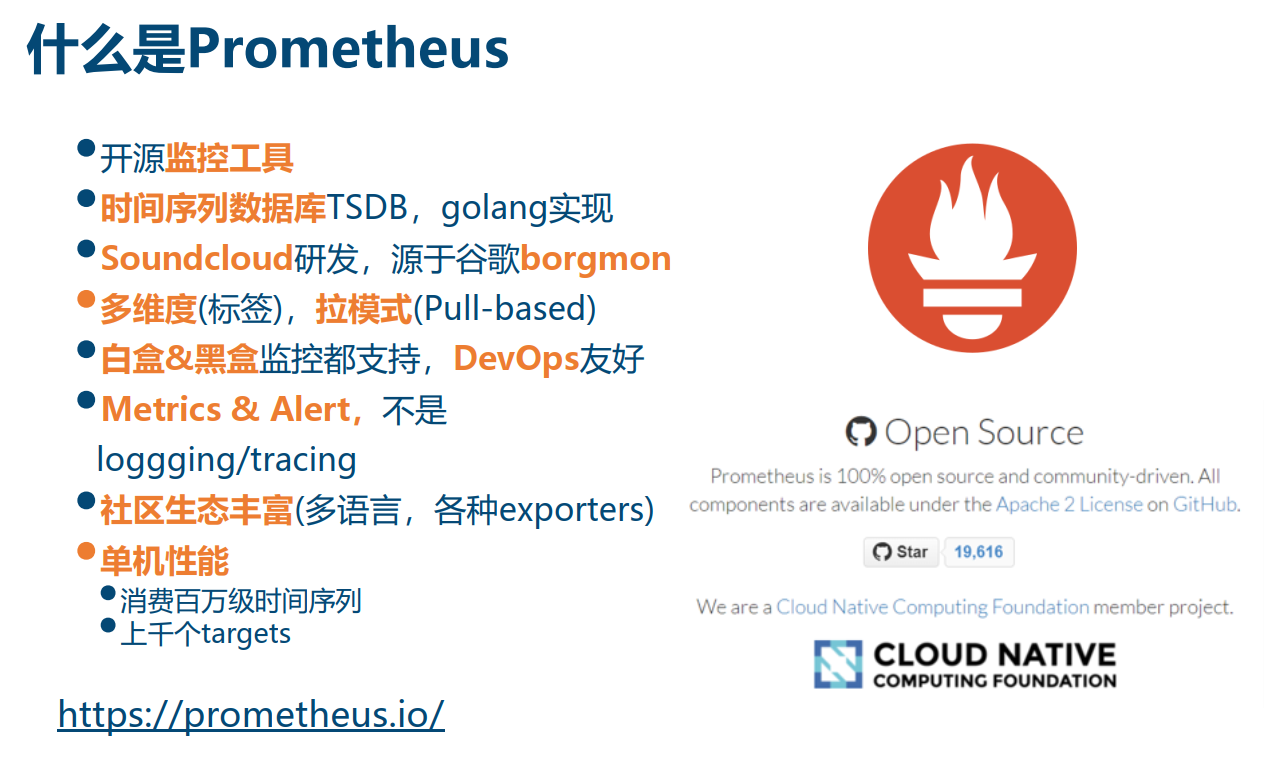 什么是Prometheus
开源监控工具
时间序列数据库TSDB，golang实现
Soundcloud研发，源于谷歌borgmon
多维度(标签)，拉模式(Pull-based)
白盒&黑盒监控都支持，DevOps友好
Metrics & Alert，不是
loggging/tracing
社区生态丰富(多语言，各种exporters)
单机性能
消费百万级时间序列
上千个targets
https://prometheus.io/
Open Source
Prometheus is 100% open source and community-driven. All
components are available under the Apache 2 License on GitHub.
Star 19,616
We are a Cloud Native Computing Foundation member project.
CLOUD NATIVE
COMPUTING FOUNDATION